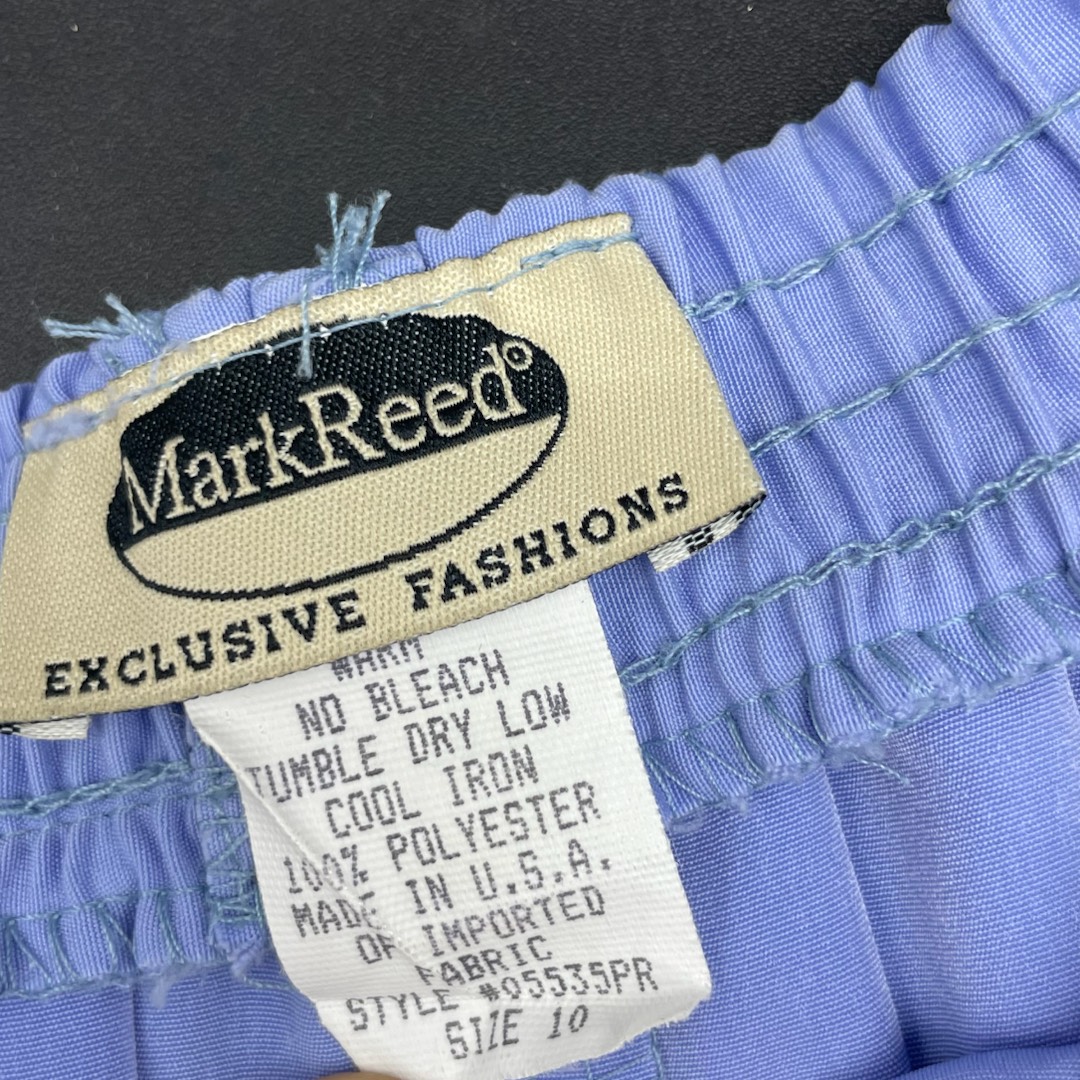 MarkReed
EXCLUSIVE FASHIONS
WARM
NO BLEACH
TUMBLE DRY LOW
COOL IRON
100% POLYESTER
MADE IN U.S.A.
OF IMPORTED
FABRIC
STYLE #05535PR
SIZE 10